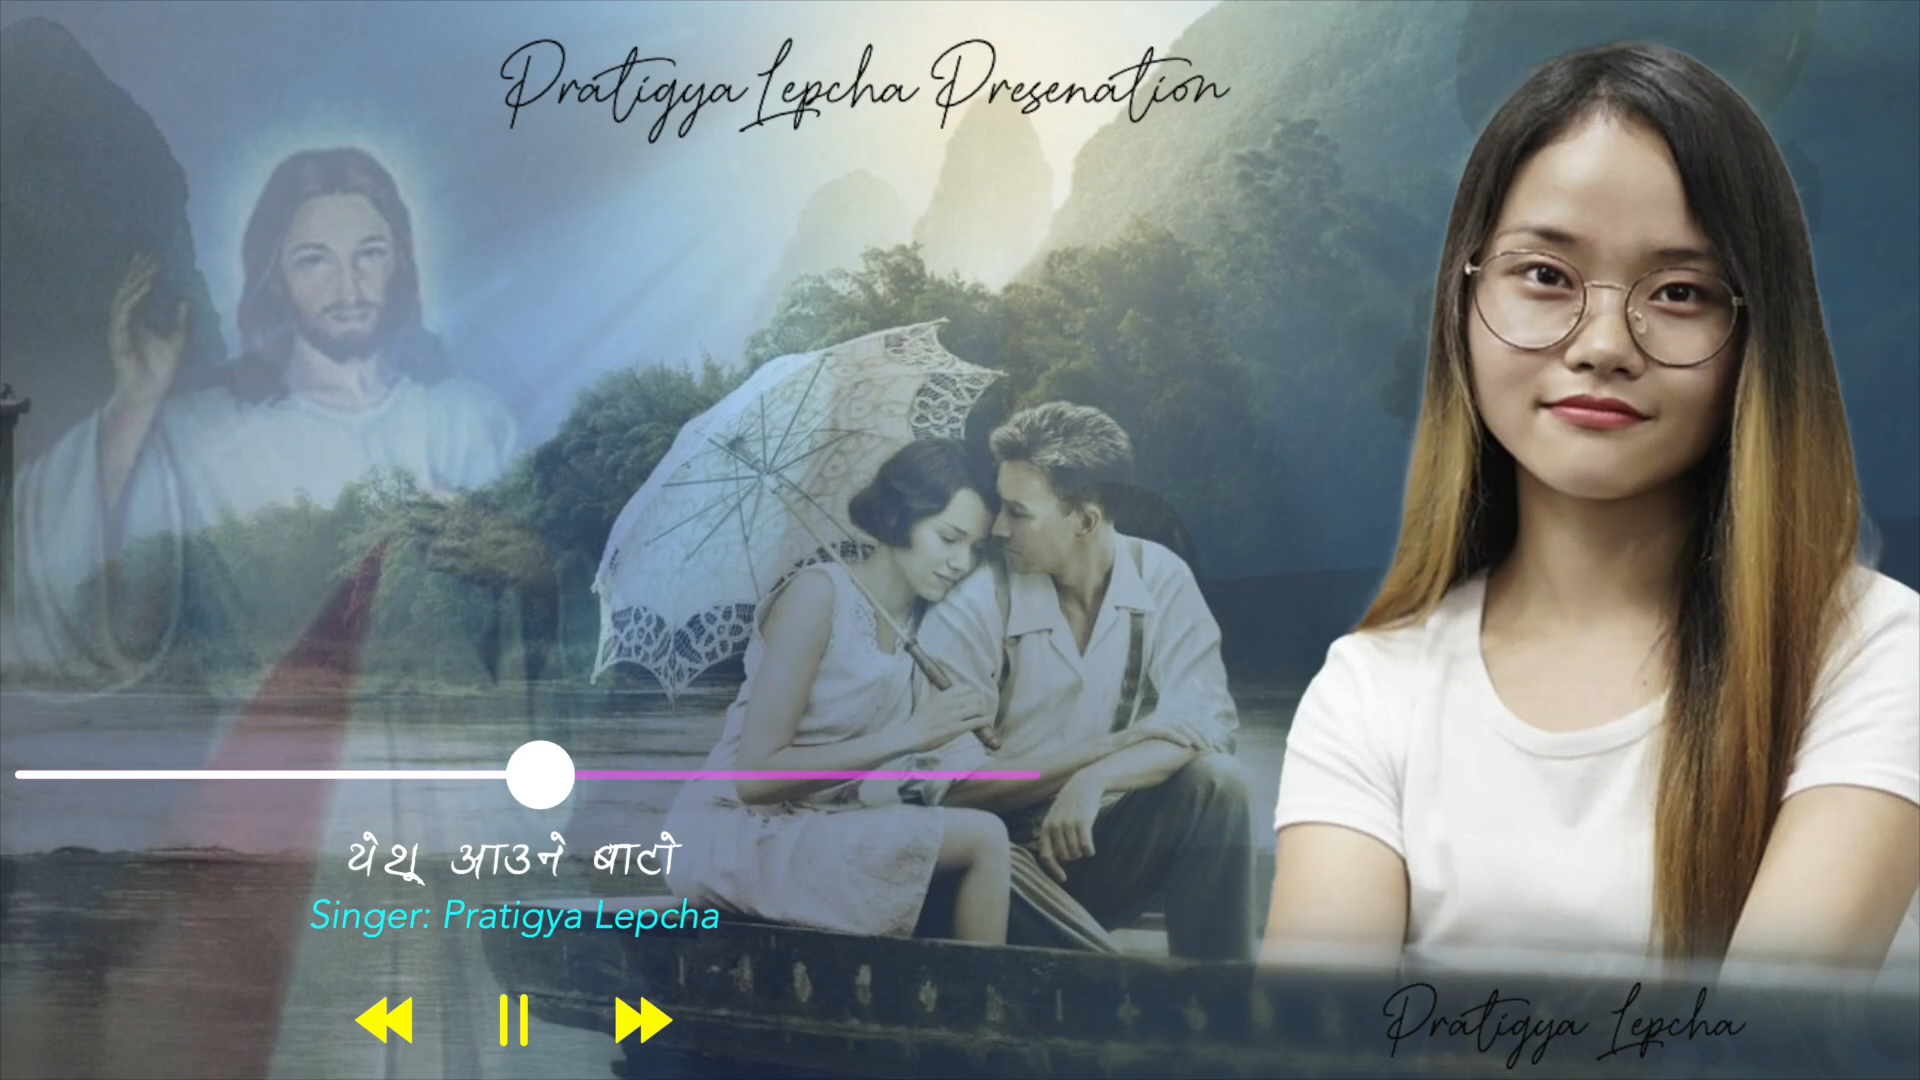 Pratigya Lepcha Presenation
येशू आउने बाटो
Singer: Pratigya Lepcha
Pratigya Lepcha